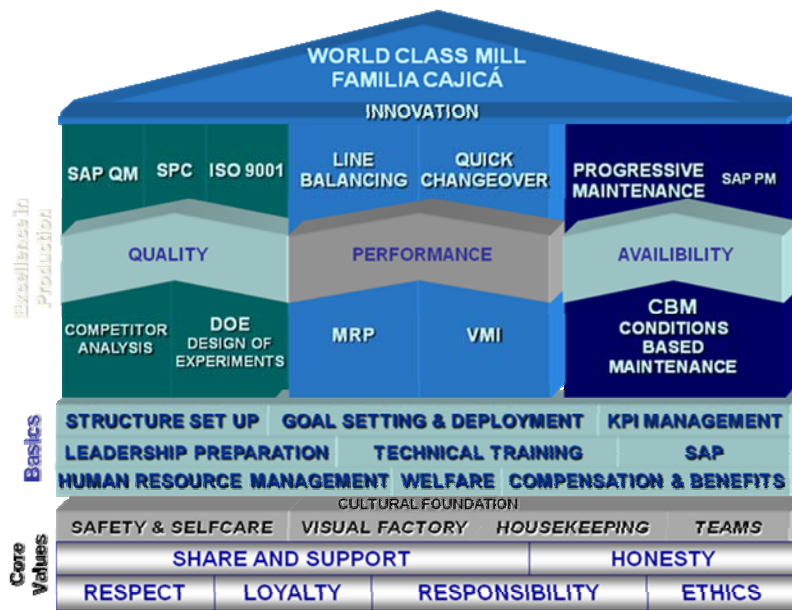 WORLD CLASS MILL
FAMILIA CAJICÁ
INNOVATION
SAP QM
SPC
ISO 9001
LINE
BALANCING
QUICK
CHANGEOVER
PROGRESSIVE
MAINTENANCE
SAP PM
Excellence in
Production
QUALITY
PERFORMANCE
AVAILIBILITY
COMPETITOR
ANALYSIS
DOE
DESIGN OF
EXPERIMENTS
MRP
VMI
CBM
CONDITIONS
BASED
MAINTENANCE
Basics
STRUCTURE SET UP
GOAL SETTING & DEPLOYMENT
KPI MANAGEMENT
LEADERSHIP PREPARATION
TECHNICAL TRAINING
SAP
HUMAN RESOURCE MANAGEMENT
WELFARE
COMPENSATION & BENEFITS
CULTURAL FOUNDATION
SAFETY & SELFCARE
VISUAL FACTORY
HOUSEKEEPING
TEAMS
Core
Values
SHARE AND SUPPORT
HONESTY
RESPECT
LOYALTY
RESPONSIBILITY
ETHICS